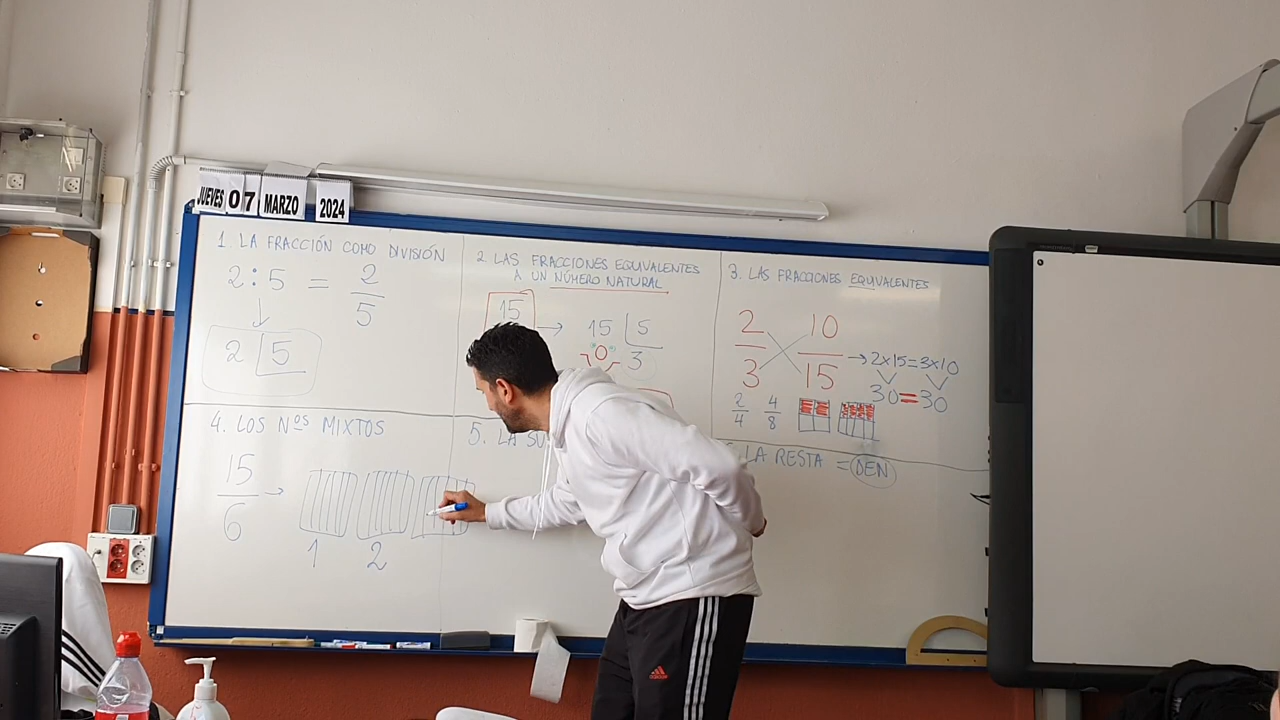 JUEVES 07 MARZO 2024
1. LA FRACCIÓN COMO DIVISIÓN
2:5 = 2/5
2 5
2 LAS FRACCIONES EQUIVALENTES
A UN NÚMERO NATURAL
15
15 5
0 3
3. LAS FRACCIONES EQUIVALENTES
2/3 10/15 → 2x15=3x10
30=30
2/4 4/8
4. LOS NºS MIXTOS
15/6 →
1 2
5. LA
LA RESTA = DEN
adidas